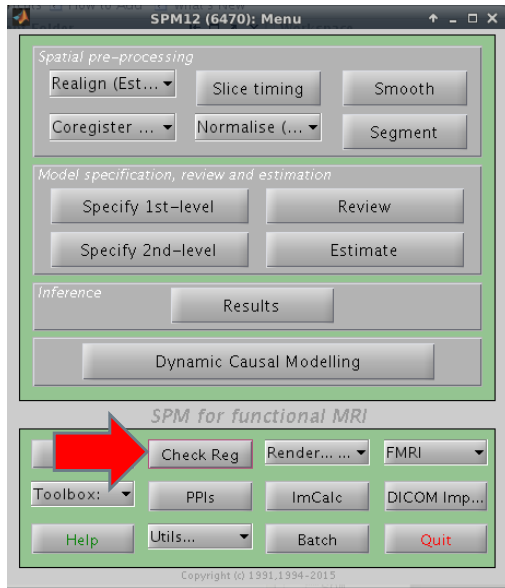 SPM12 (6470): Menu
Spatial pre-processing
Realign (Est... Slice timing Smooth
Coregister ... Normalise (... Segment
Model specification, review and estimation
Specify 1st-level Review
Specify 2nd-level Estimate
Inference
Results
Dynamic Causal Modelling
SPM for functional MRI
Check Reg Render... ... FMRI
Toolbox: PPIs ImCalc DICOM Imp...
Help Utils... Batch Quit
Copyright (c) 1991,1994-2015